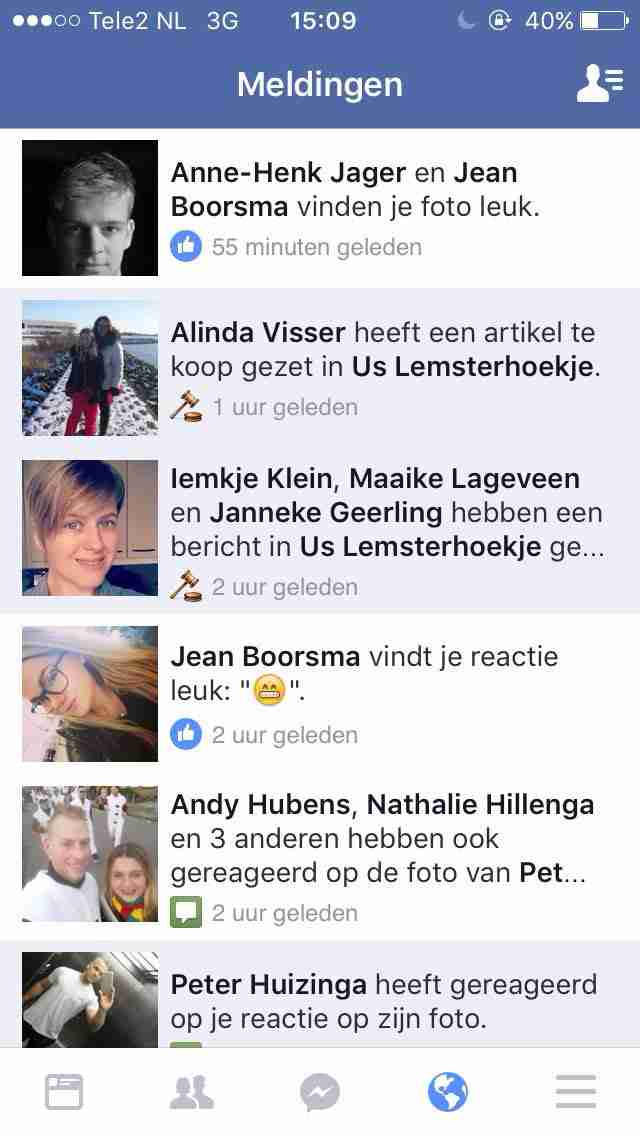 Tele2 NL 3G 15:09 40%
Meldingen
Anne-Henk Jager en Jean
Boorsma vinden je foto leuk.
55 minuten geleden
Alinda Visser heeft een artikel te
koop gezet in Us Lemsterhoekje.
1 uur geleden
Iemkje Klein, Maaike Lageveen
en Janneke Geerling hebben een
bericht in Us Lemsterhoekje ge...
2 uur geleden
Jean Boorsma vindt je reactie
leuk: "😁".
2 uur geleden
Andy Hubens, Nathalie Hillenga
en 3 anderen hebben ook
gereageerd op de foto van Pet...
2 uur geleden
Peter Huizinga heeft gereageerd
op je reactie op zijn foto.